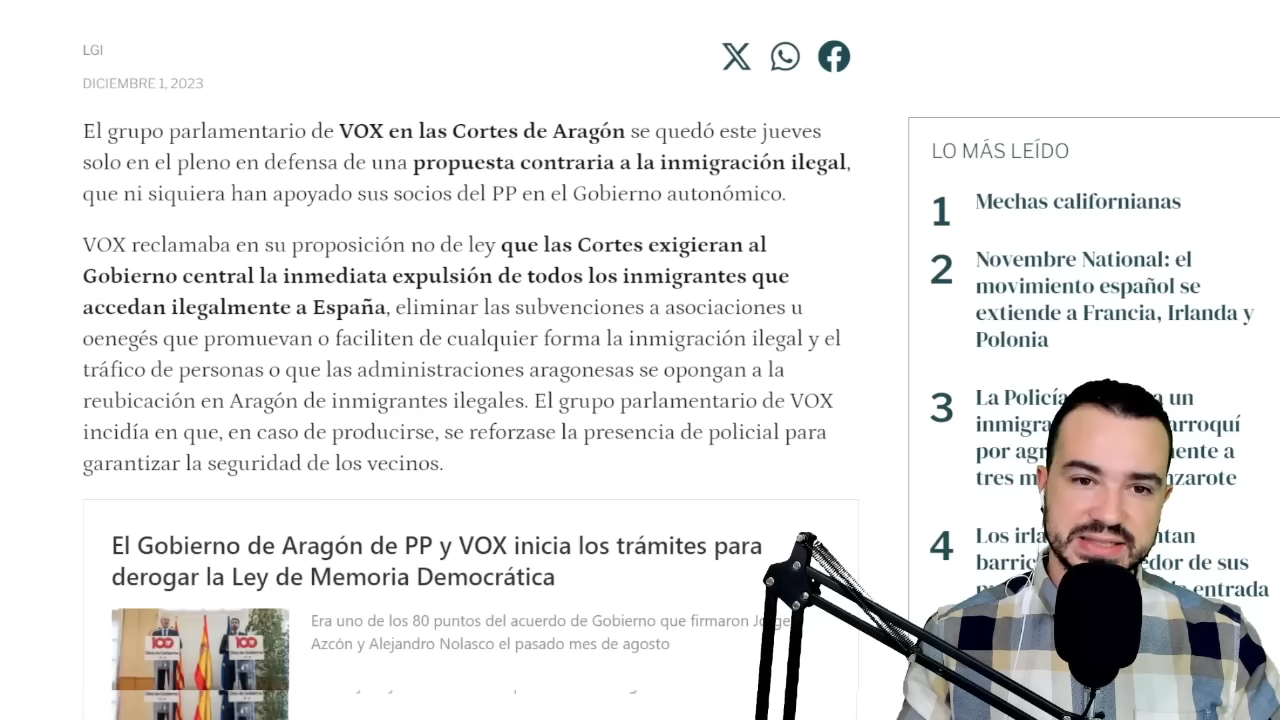 LGI
DICIEMBRE 1, 2023
El grupo parlamentario de VOX en las Cortes de Aragón se quedó este jueves
solo en el pleno en defensa de una propuesta contraria a la inmigración ilegal,
que ni siquiera han apoyado sus socios del PP en el Gobierno autonómico.
VOX reclamaba en su proposición no de ley que las Cortes exigieran al
Gobierno central la inmediata expulsión de todos los inmigrantes que
accedan ilegalmente a España, eliminar las subvenciones a asociaciones u
oenegés que promuevan o faciliten de cualquier forma la inmigración ilegal y el
tráfico de personas o que las administraciones aragonesas se opongan a la
reubicación en Aragón de inmigrantes ilegales. El grupo parlamentario de VOX
incidía en que, en caso de producirse, se reforzase la presencia de policial para
garantizar la seguridad de los vecinos.
El Gobierno de Aragón de PP y VOX inicia los trámites para
derogar la Ley de Memoria Democrática
Era uno de los 80 puntos del acuerdo de Gobierno que firmaron Jorge
Azcón y Alejandro Nolasco el pasado mes de agosto
LO MÁS LEÍDO
1 Mechas californianas
2 Novembre National: el
movimiento español se
extiende a Francia, Irlanda y
Polonia
3 La Policía un
por a
tres
4 Los
de sus
entrada